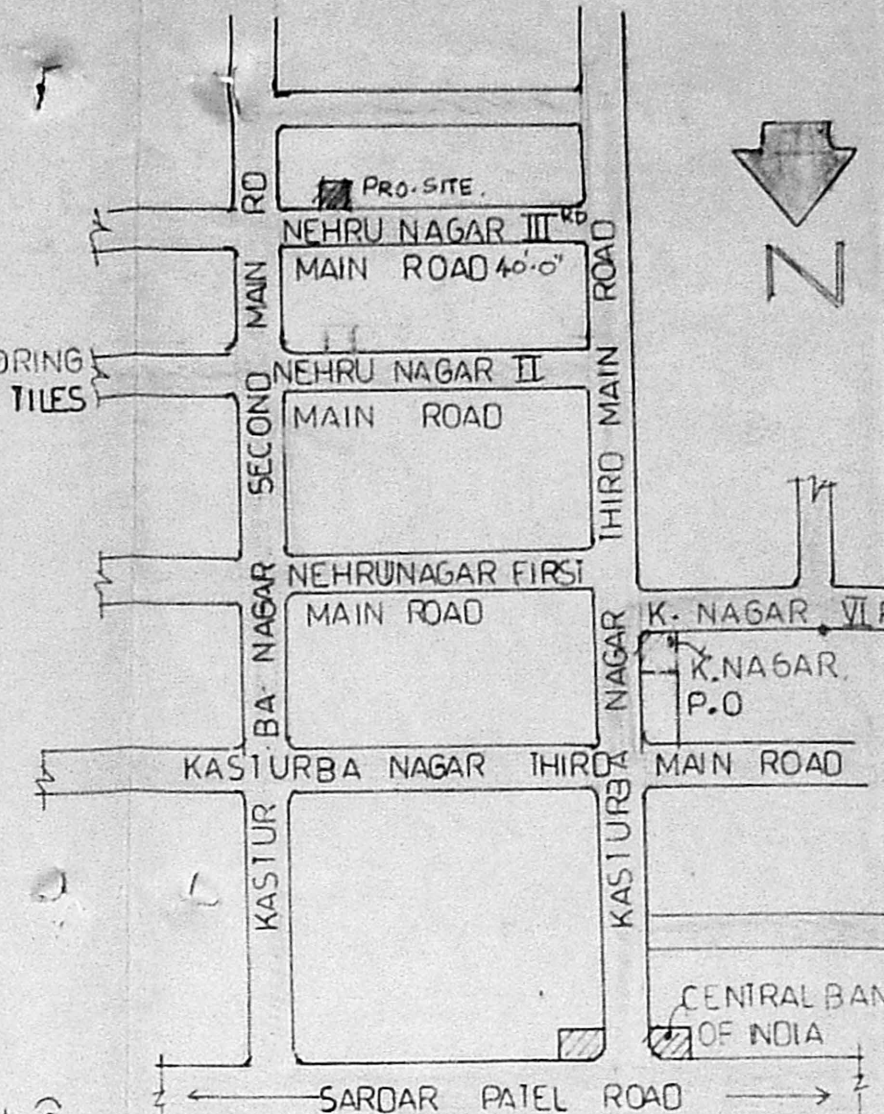 PRO-SITE.
NEHRU NAGAR III RD
MAIN ROAD 40'-0"
N
TILES
NEHRU NAGAR II
MAIN ROAD
NEHRUNAGAR FIRST
MAIN ROAD
K. NAGAR VI
K.NAGAR.
P.O
KASTURBA NAGAR THIRD MAIN ROAD
KASTURBA NAGAR SECOND MAIN RD
KASTURBA NAGAR THIRD MAIN ROAD
CENTRAL BAN
OF INDIA
SARDAR PATEL ROAD